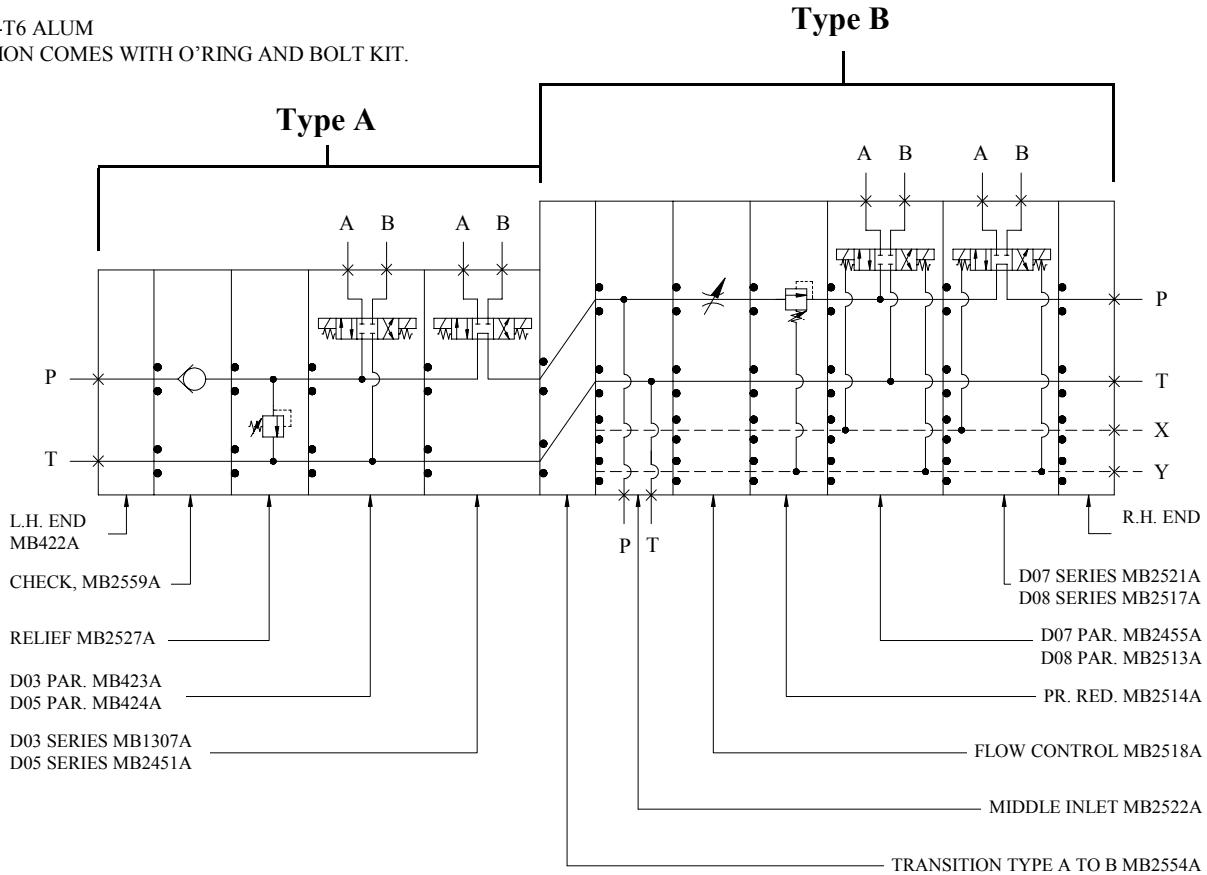 -T6 ALUM
ION COMES WITH O’RING AND BOLT KIT.
Type B
Type A
A B A B
A B A B
P P
T T
X
Y
P T
L.H. END
MB422A
R.H. END
CHECK, MB2559A
D07 SERIES MB2521A
D08 SERIES MB2517A
RELIEF MB2527A
D07 PAR. MB2455A
D08 PAR. MB2513A
D03 PAR. MB423A
D05 PAR. MB424A
PR. RED. MB2514A
D03 SERIES MB1307A
D05 SERIES MB2451A
FLOW CONTROL MB2518A
MIDDLE INLET MB2522A
TRANSITION TYPE A TO B MB2554A